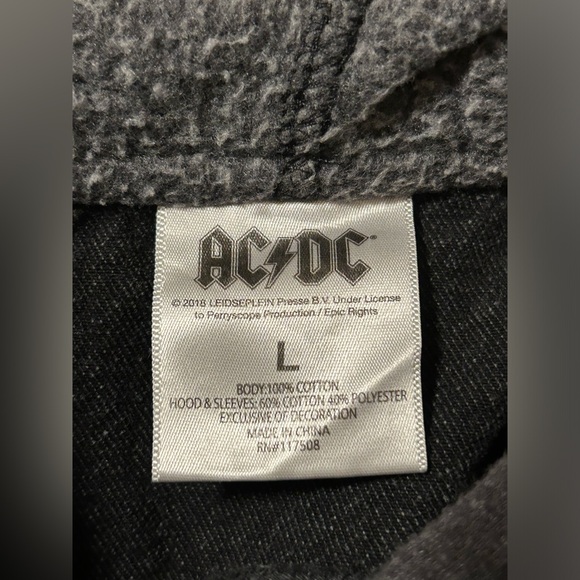 AC⚡DC
© 2018 LEIDSEPLEIN Presse B.V. Under License
to Perryscope Production / Epic Rights
L
BODY:100% COTTON
HOOD & SLEEVES: 60% COTTON 40% POLYESTER
EXCLUSIVE OF DECORATION
MADE IN CHINA
RN#117508